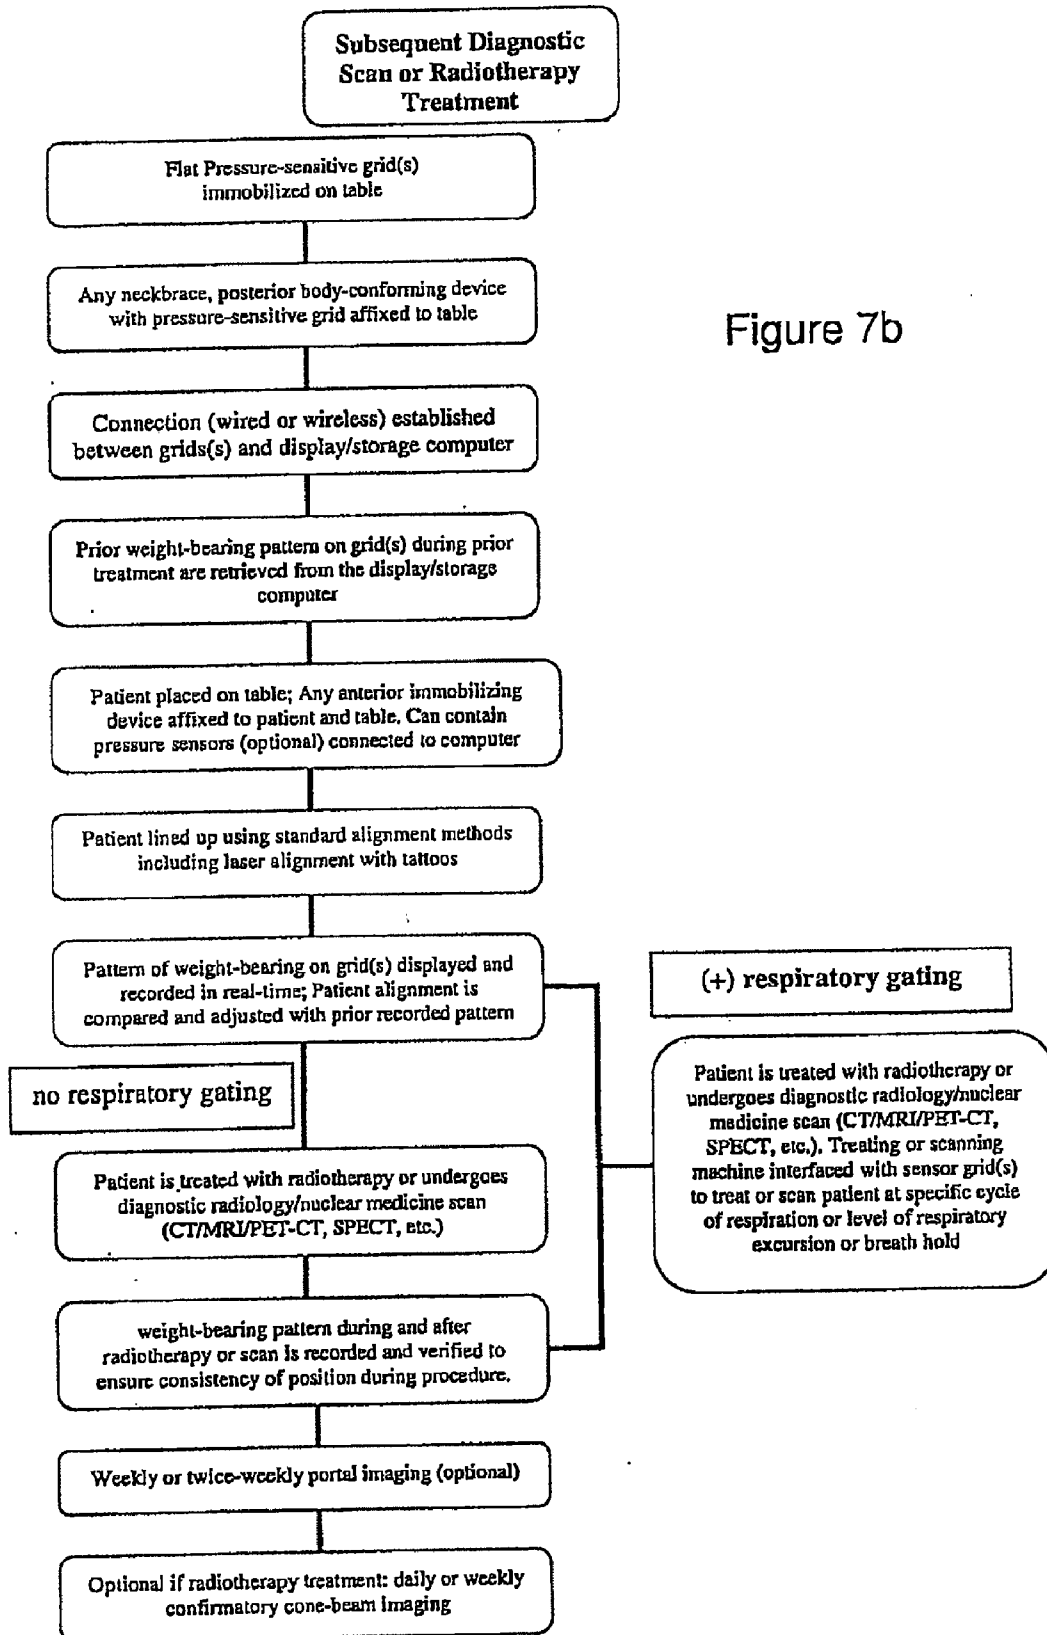 Subsequent Diagnostic
Scan or Radiotherapy
Treatment
Flat Pressure-sensitive grid(s)
immobilized on table
Any neckbrace, posterior body-conforming device
with pressure-sensitive grid affixed to table
Figure 7b
Connection (wired or wireless) established
between grids(s) and display/storage computer
Prior weight-bearing pattern on grid(s) during prior
treatment are retrieved from the display/storage
computer
Patient placed on table; Any anterior immobilizing
device affixed to patient and table. Can contain
pressure sensors (optional) connected to computer
Patient lined up using standard alignment methods
including laser alignment with tattoos
Pattern of weight-bearing on grid(s) displayed and
recorded in real-time; Patient alignment is
compared and adjusted with prior recorded pattern
(+) respiratory gating
no respiratory gating
Patient is treated with radiotherapy or
undergoes diagnostic radiology/nuclear
medicine scan (CT/MRI/PET-CT,
SPECT, etc.). Treating or scanning
machine interfaced with sensor grid(s)
to treat or scan patient at specific cycle
of respiration or level of respiratory
excursion or breath hold
Patient is treated with radiotherapy or undergoes
diagnostic radiology/nuclear medicine scan
(CT/MRI/PET-CT, SPECT, etc.)
weight-bearing pattern during and after
radiotherapy or scan is recorded and verified to
ensure consistency of position during procedure.
Weekly or twice-weekly portal imaging (optional)
Optional if radiotherapy treatment: daily or weekly
confirmatory cone-beam imaging